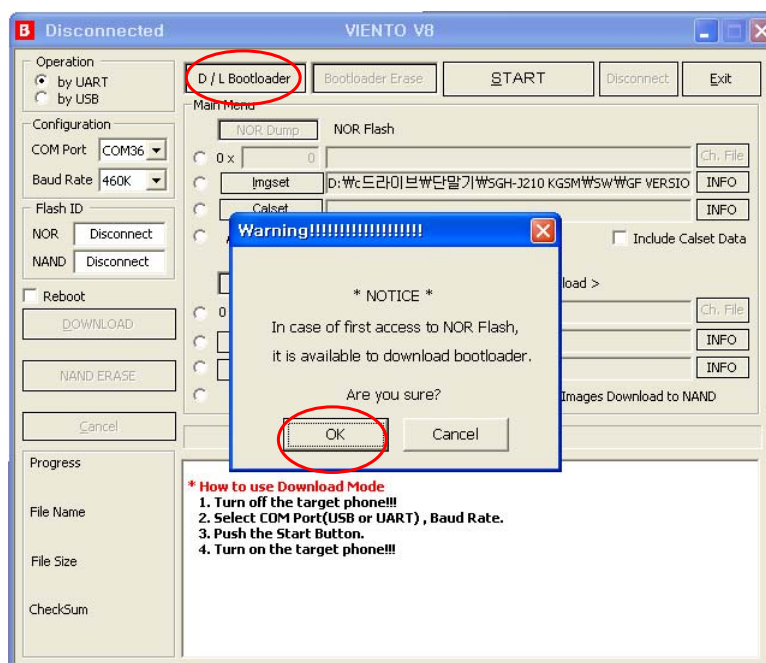 B Disconnected VIENTO V8
Operation
by UART
by USB
D / L Bootloader
Bootloader Erase
START
Disconnect
Exit
Configuration
COM Port COM36
Baud Rate 460K
Flash ID
NOR Disconnect
NAND Disconnect
Reboot
DOWNLOAD
NAND ERASE
Cancel
Progress
File Name
File Size
CheckSum
Main Menu
NOR Dump NOR Flash
0 x 0 Ch. File
Imgset D:₩c드라이브₩단말기₩SGH-J210 KGSM₩SW₩GF VERSIO INFO
Calset INFO
Include Calset Data
load >
0 Ch. File
INFO
INFO
Images Download to NAND
Warning!!!!!!!!!!!!!!!!!!!
* NOTICE *
In case of first access to NOR Flash,
it is available to download bootloader.
Are you sure?
OK Cancel
* How to use Download Mode
1. Turn off the target phone!!!
2. Select COM Port(USB or UART) , Baud Rate.
3. Push the Start Button.
4. Turn on the target phone!!!